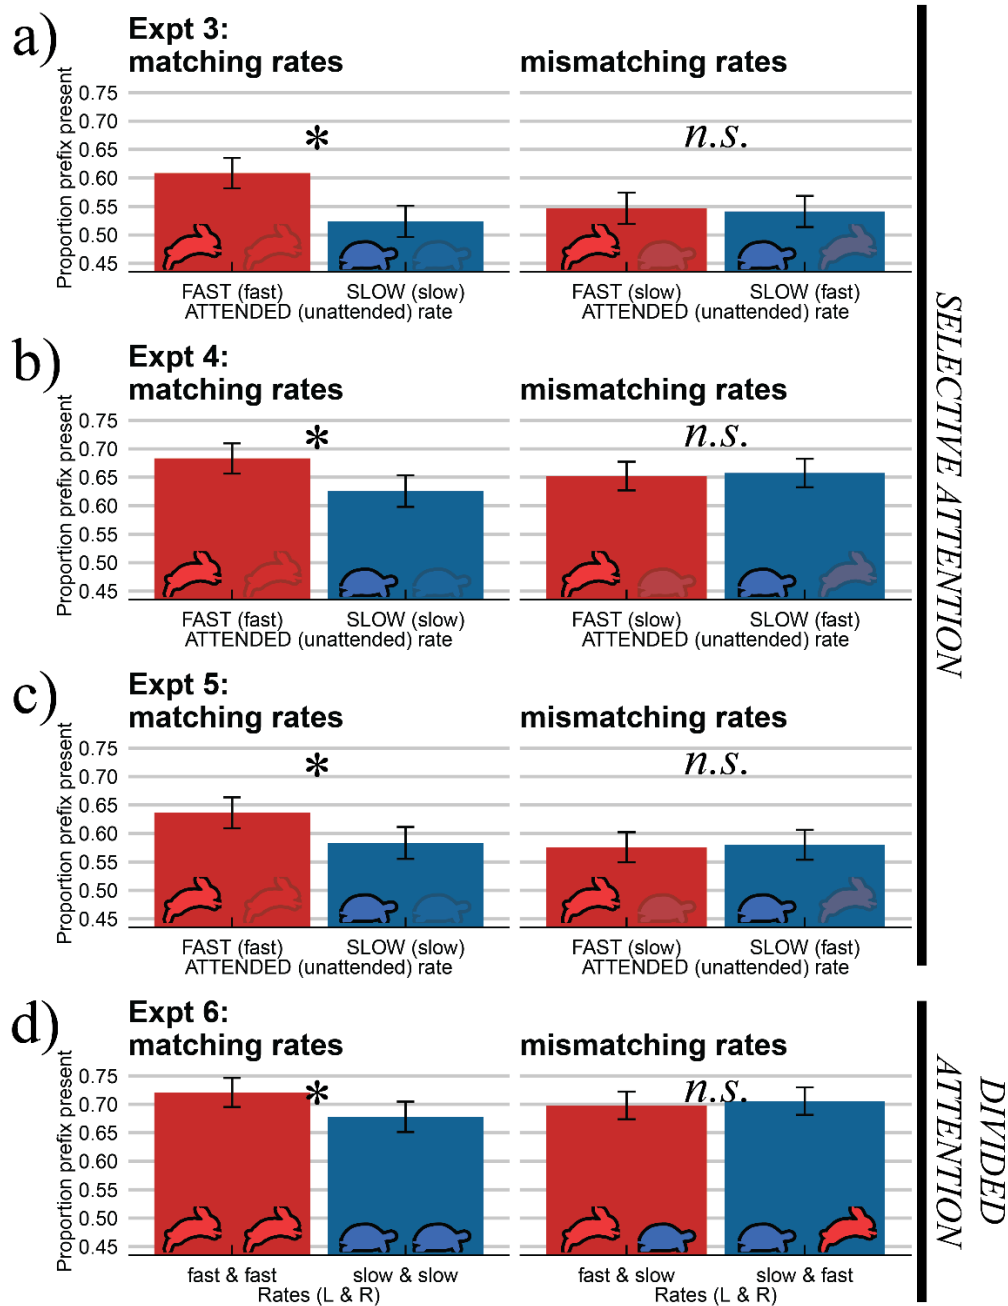 a)
Expt 3:
matching rates
mismatching rates
Proportion prefix present
0.75
0.70
0.65
0.60
0.55
0.50
0.45
*
n.s.
FAST (fast)
SLOW (slow)
ATTENDED (unattended) rate
FAST (slow)
SLOW (fast)
ATTENDED (unattended) rate
b)
Expt 4:
matching rates
mismatching rates
Proportion prefix present
0.75
0.70
0.65
0.60
0.55
0.50
0.45
*
n.s.
FAST (fast)
SLOW (slow)
ATTENDED (unattended) rate
FAST (slow)
SLOW (fast)
ATTENDED (unattended) rate
c)
Expt 5:
matching rates
mismatching rates
Proportion prefix present
0.75
0.70
0.65
0.60
0.55
0.50
0.45
*
n.s.
FAST (fast)
SLOW (slow)
ATTENDED (unattended) rate
FAST (slow)
SLOW (fast)
ATTENDED (unattended) rate
SELECTIVE ATTENTION
d)
Expt 6:
matching rates
mismatching rates
Proportion prefix present
0.75
0.70
0.65
0.60
0.55
0.50
0.45
*
n.s.
fast & fast
slow & slow
Rates (L & R)
fast & slow
slow & fast
Rates (L & R)
DIVIDED
ATTENTION